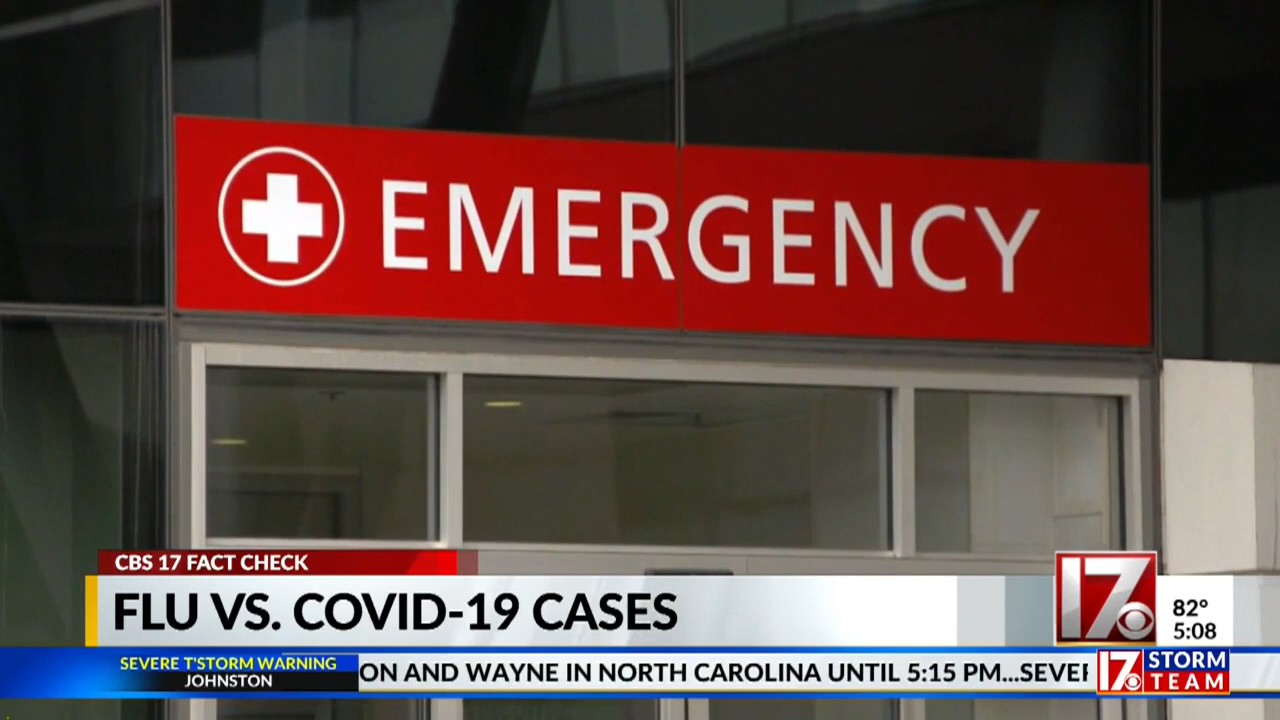 EMERGENCY
CBS 17 FACT CHECK
FLU VS. COVID-19 CASES
17
82°
5:08
SEVERE T'STORM WARNING
JOHNSTON
ON AND WAYNE IN NORTH CAROLINA UNTIL 5:15 PM...SEVER
17 STORM
TEAM